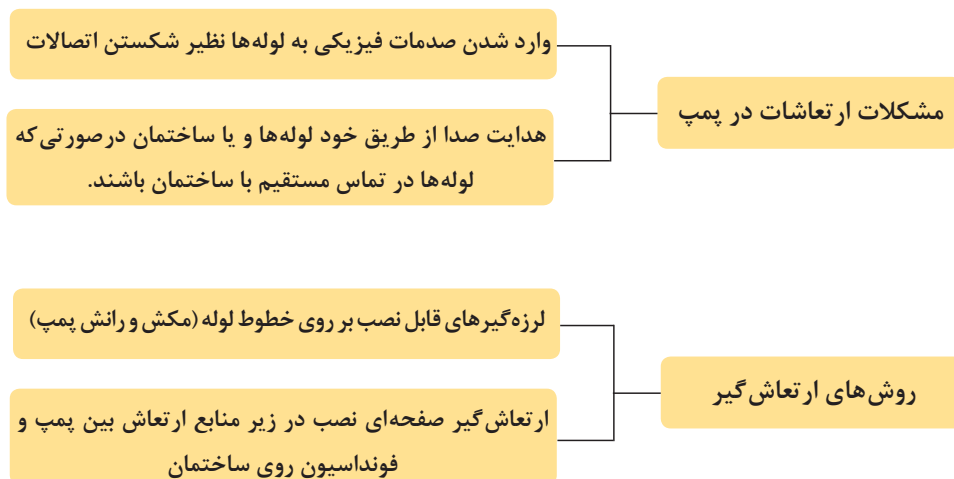 مشکلات ارتعاشات در پمپ
وارد شدن صدمات فیزیکی به لوله‌ها نظیر شکستن اتصالات
هدایت صدا از طریق خود لوله‌ها و یا ساختمان درصورتی‌که
لوله‌ها در تماس مستقیم با ساختمان باشند.
روش‌های ارتعاش‌گیر
لرزه‌گیرهای قابل نصب بر روی خطوط لوله (مکش و رانش پمپ)
ارتعاش‌گیر صفحه‌ای نصب در زیر منابع ارتعاش بین پمپ و
فونداسیون روی ساختمان